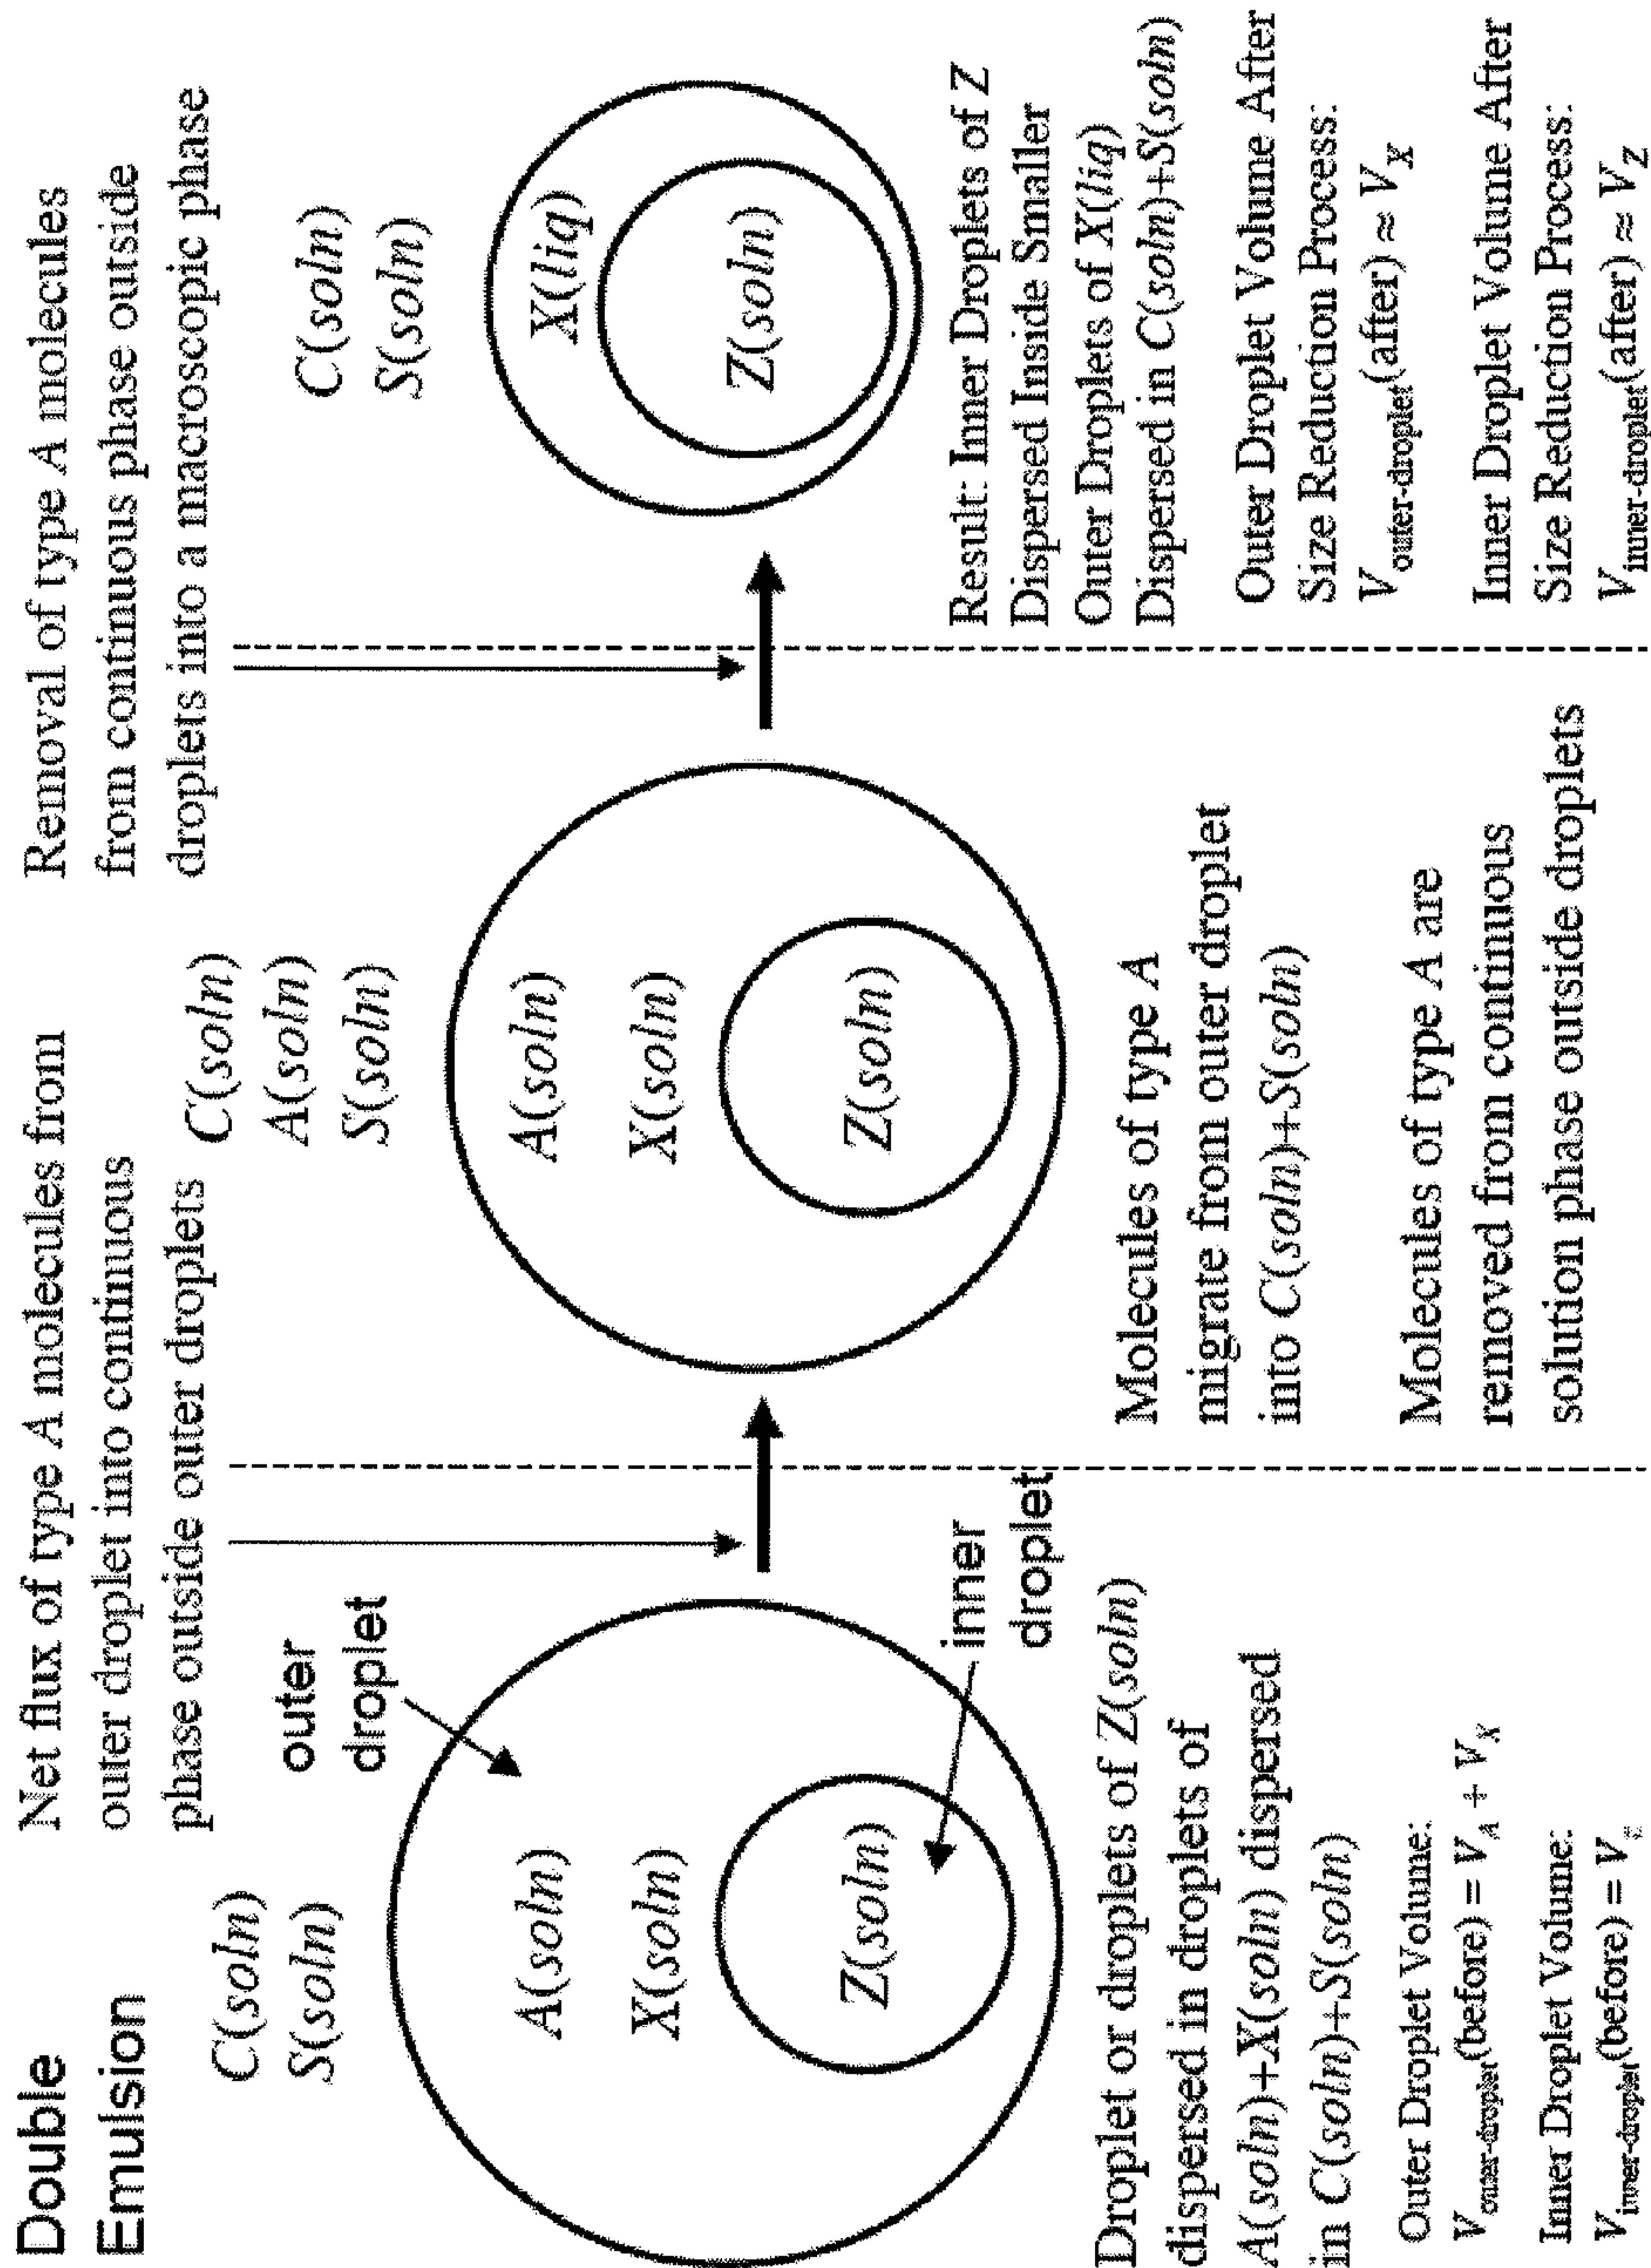 Double
Emulsion
Net flux of type A molecules from
outer droplet into continuous
phase outside outer droplets
Removal of type A molecules
from continuous phase outside
droplets into a macroscopic phase
C(soln)
S(soln)
outer
droplet
A(soln)
X(soln)
Z(soln)
inner
droplet
Droplet or droplets of Z(soln)
dispersed in droplets of
A(soln)+X(soln) dispersed
in C(soln)+S(soln)
Outer Droplet Volume:
Vouter-droplet(before) = VA + VX
Inner Droplet Volume:
Vinner-droplet(before) = V
C(soln)
A(soln)
S(soln)
A(soln)
X(soln)
Z(soln)
Molecules of type A
migrate from outer droplet
into C(soln)+S(soln)
Molecules of type A are
removed from continuous
solution phase outside droplets
C(soln)
S(soln)
X(liq)
Z(soln)
Result: Inner Droplets of Z
Dispersed Inside Smaller
Outer Droplets of X(liq)
Dispersed in C(soln)+S(soln)
Outer Droplet Volume After
Size Reduction Process:
Vouter-droplet(after) ≈ VX
Inner Droplet Volume After
Size Reduction Process:
Vinner-droplet(after) ≈ VZ